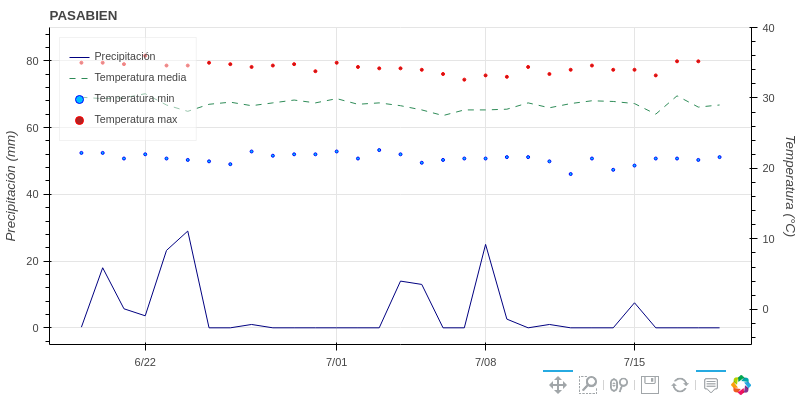 PASABIEN
Precipitación
Temperatura media
Temperatura min
Temperatura max
Precipitación (mm)
80
60
40
20
0
Temperatura (°C)
40
30
20
10
0
6/22
7/01
7/08
7/15